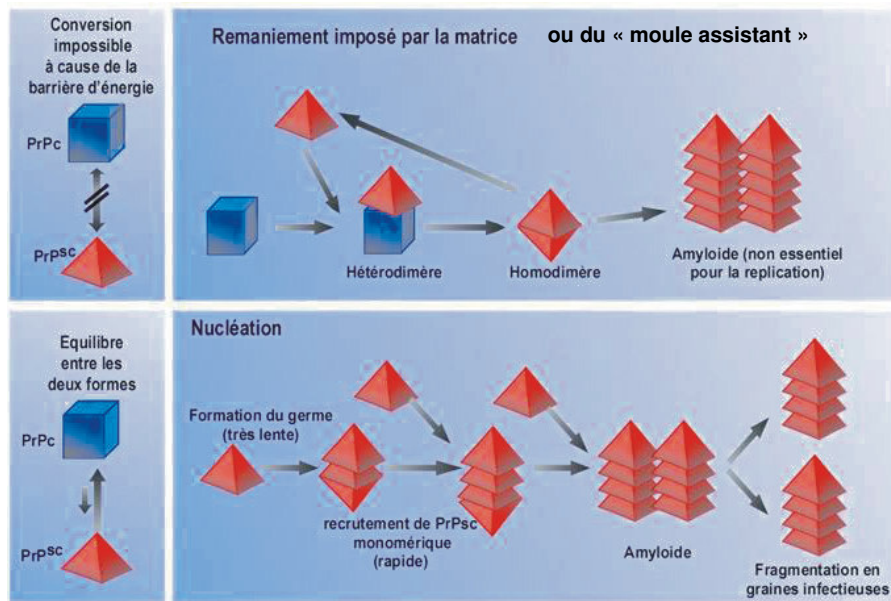 Conversion
impossible
à cause de la
barrière d'énergie
PrPc
PrPsc
Remaniement imposé par la matrice ou du « moule assistant »
Hétérodimère
Homodimère
Amyloide (non essentiel
pour la replication)
Equilibre
entre les
deux formes
PrPc
PrPsc
Nucléation
Formation du germe
(très lente)
recrutement de PrPsc
monomérique
(rapide)
Amyloide
Fragmentation en
graines infectieuses